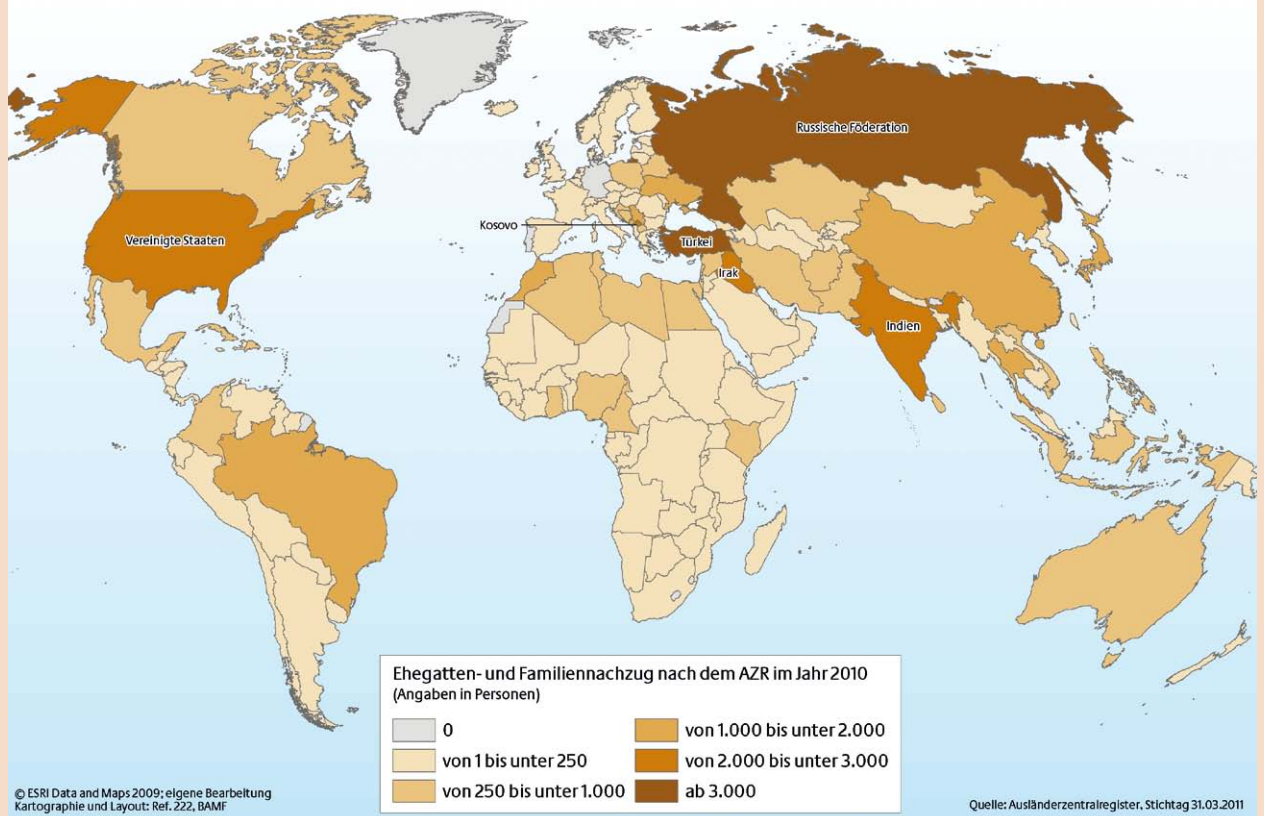 Russische Föderation
Vereinigte Staaten
Kosovo
Türkei
Irak
Indien
Ehegatten- und Familiennachzug nach dem AZR im Jahr 2010
(Angaben in Personen)
0
von 1 bis unter 250
von 250 bis unter 1.000
von 1.000 bis unter 2.000
von 2.000 bis unter 3.000
ab 3.000
© ESRI Data and Maps 2009; eigene Bearbeitung
Kartographie und Layout: Ref. 222, BAMF
Quelle: Ausländerzentralregister, Stichtag 31.03.2011